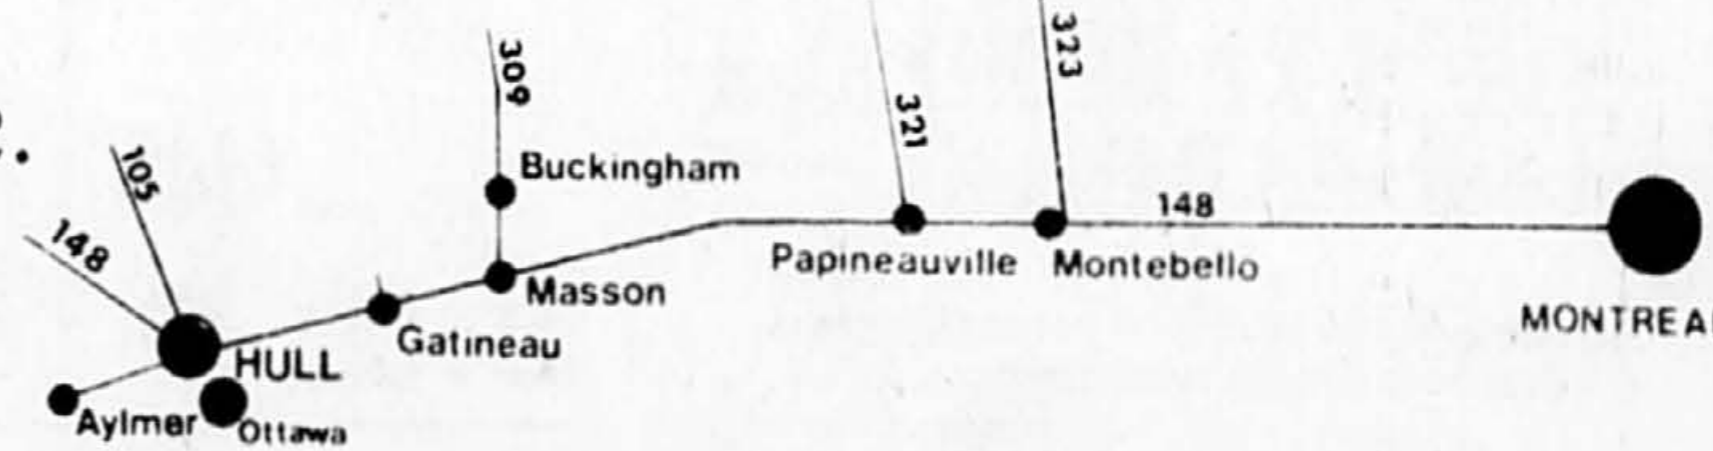 309
321
323
105
148
Buckingham
148
Papineauville
Montebello
Masson
MONTREAL
Gatineau
HULL
Aylmer
Ottawa